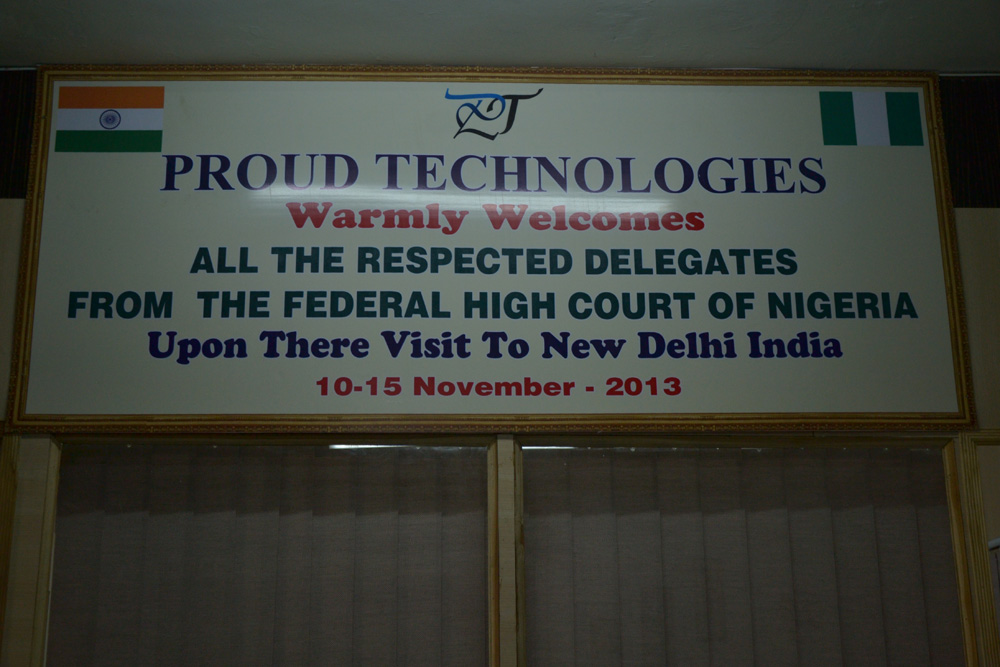 PT
PROUD TECHNOLOGIES
Warmly Welcomes
ALL THE RESPECTED DELEGATES
FROM THE FEDERAL HIGH COURT OF NIGERIA
Upon There Visit To New Delhi India
10-15 November - 2013